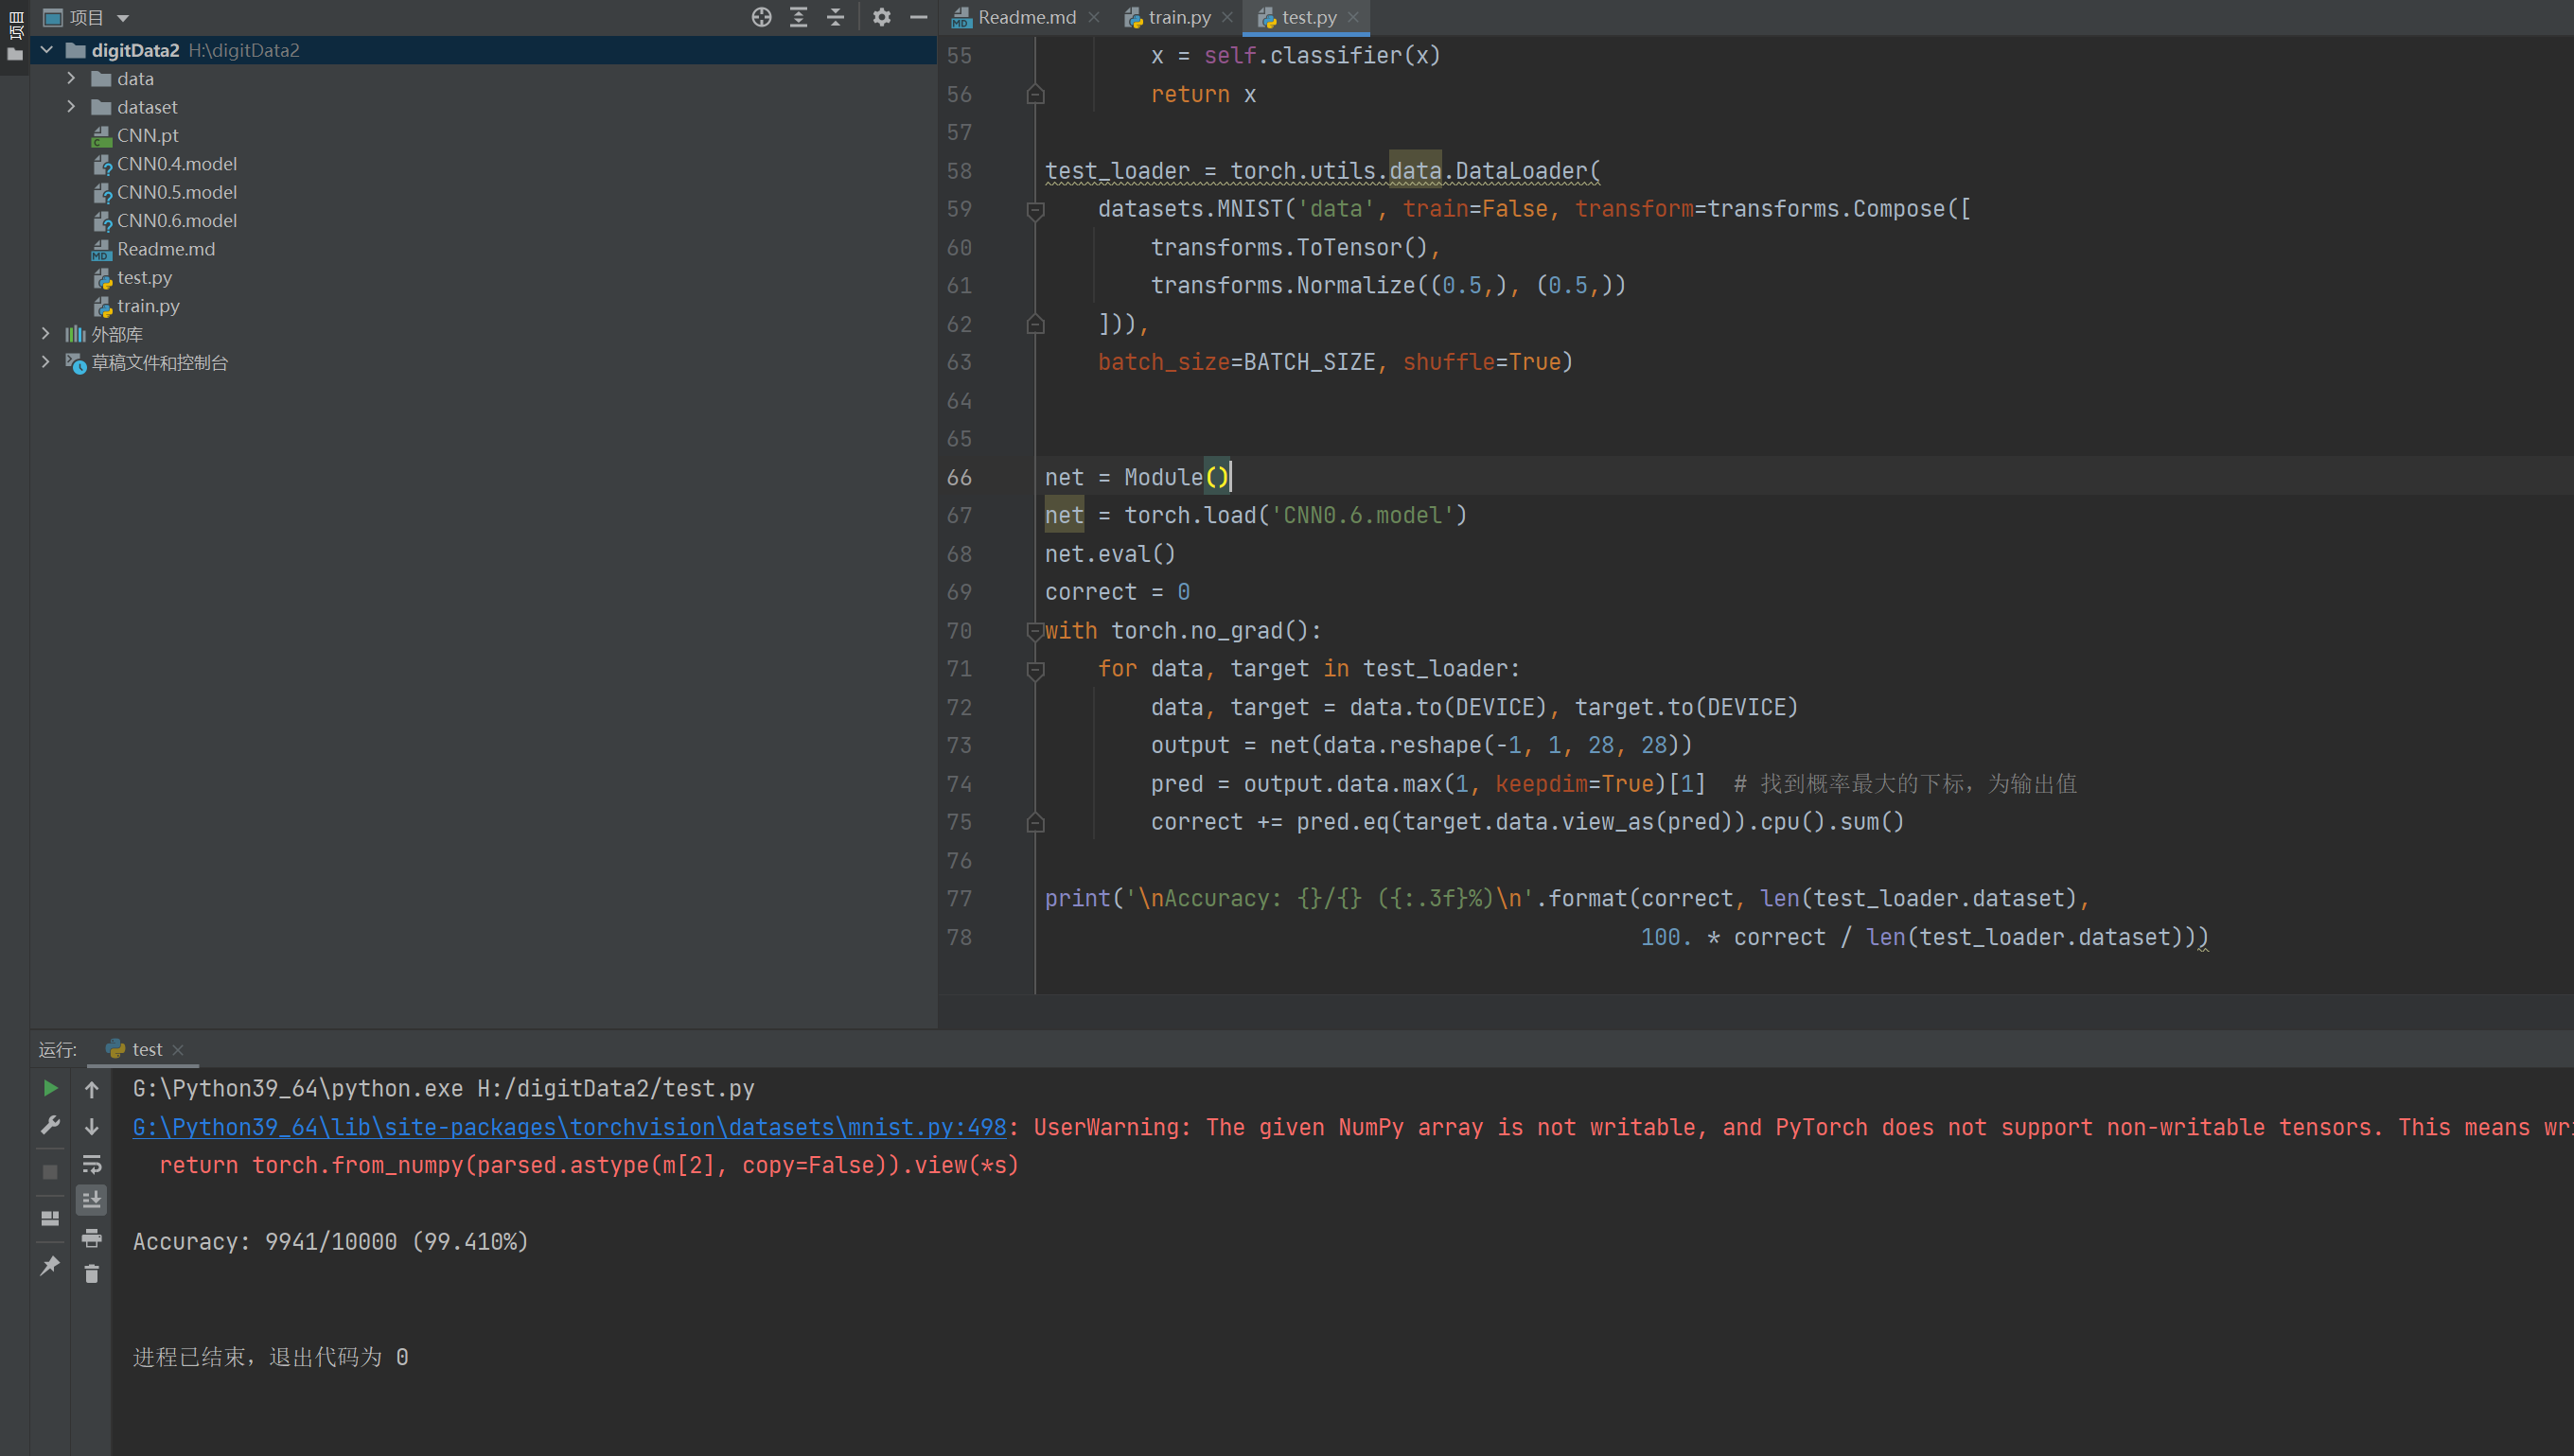 项目
项目
digitData2 H:\digitData2
data
dataset
CNN.pt
CNN0.4.model
CNN0.5.model
CNN0.6.model
Readme.md
test.py
train.py
外部库
草稿文件和控制台
Readme.md
train.py
test.py
55 x = self.classifier(x)
56 return x
57
58 test_loader = torch.utils.data.DataLoader(
59 datasets.MNIST('data', train=False, transform=transforms.Compose([
60 transforms.ToTensor(),
61 transforms.Normalize((0.5,), (0.5,))
62 ])),
63 batch_size=BATCH_SIZE, shuffle=True)
64
65
66 net = Module()
67 net = torch.load('CNN0.6.model')
68 net.eval()
69 correct = 0
70 with torch.no_grad():
71 for data, target in test_loader:
72 data, target = data.to(DEVICE), target.to(DEVICE)
73 output = net(data.reshape(-1, 1, 28, 28))
74 pred = output.data.max(1, keepdim=True)[1] # 找到概率最大的下标，为输出值
75 correct += pred.eq(target.data.view_as(pred)).cpu().sum()
76
77 print('\nAccuracy: {}/{} ({:.3f}%)\n'.format(correct, len(test_loader.dataset),
78 100. * correct / len(test_loader.dataset)))
运行: test
G:\Python39_64\python.exe H:/digitData2/test.py
G:\Python39_64\lib\site-packages\torchvision\datasets\mnist.py:498: UserWarning: The given NumPy array is not writable, and PyTorch does not support non-writable tensors. This means wri
return torch.from_numpy(parsed.astype(m[2], copy=False)).view(*s)
Accuracy: 9941/10000 (99.410%)
进程已结束，退出代码为 0